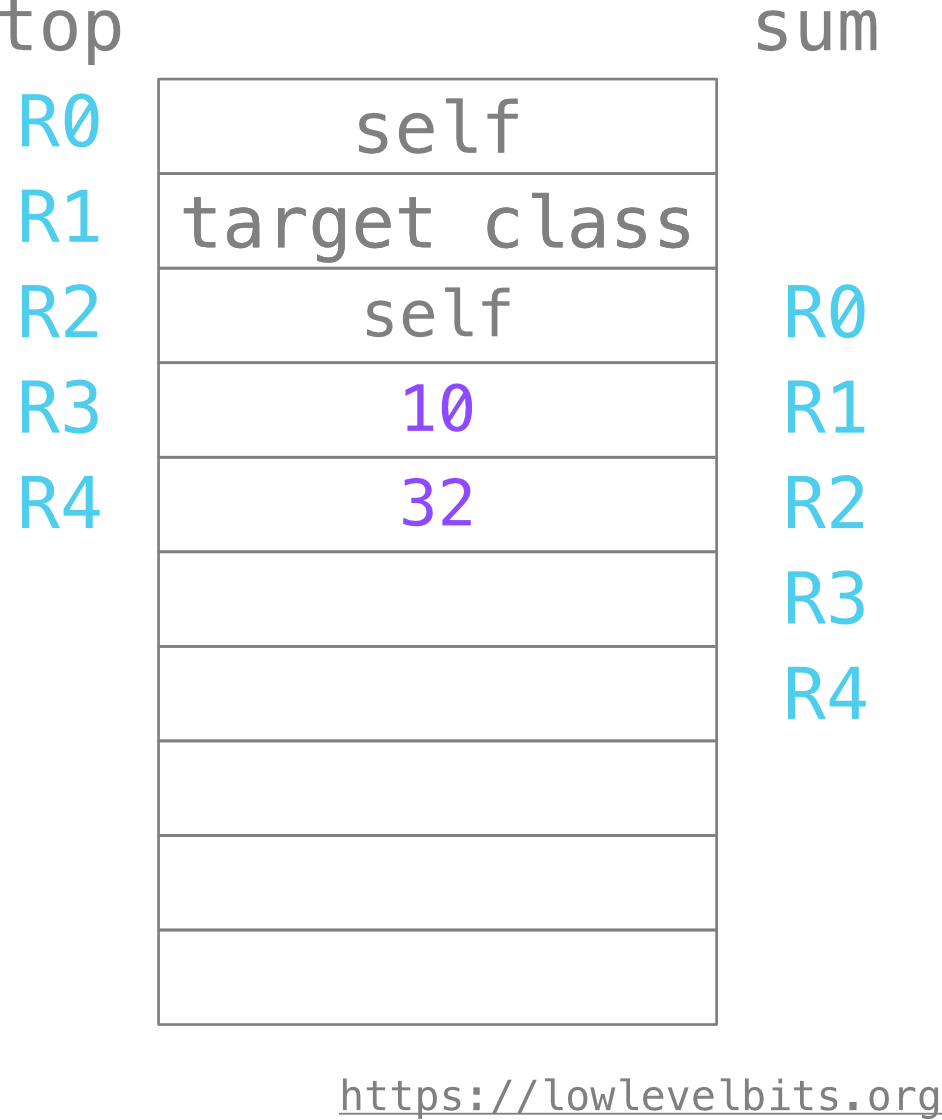 top sum
R0 self
R1 target class
R2 self R0
R3 10 R1
R4 32 R2
R3
R4
https://lowlevelbits.org